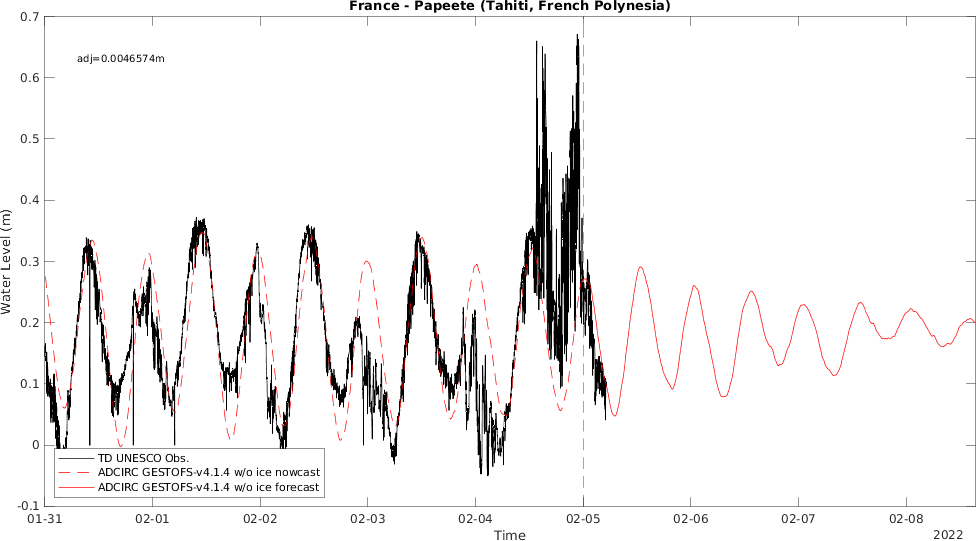 France - Papeete (Tahiti, French Polynesia)
0.7
adj=0.0046574m
0.6
0.5
0.4
0.3
0.2
0.1
0
-0.1
Water Level (m)
TD UNESCO Obs.
ADCIRC GESTOFS-v4.1.4 w/o ice nowcast
ADCIRC GESTOFS-v4.1.4 w/o ice forecast
01-31 02-01 02-02 02-03 02-04 02-05 02-06 02-07 02-08
Time
2022